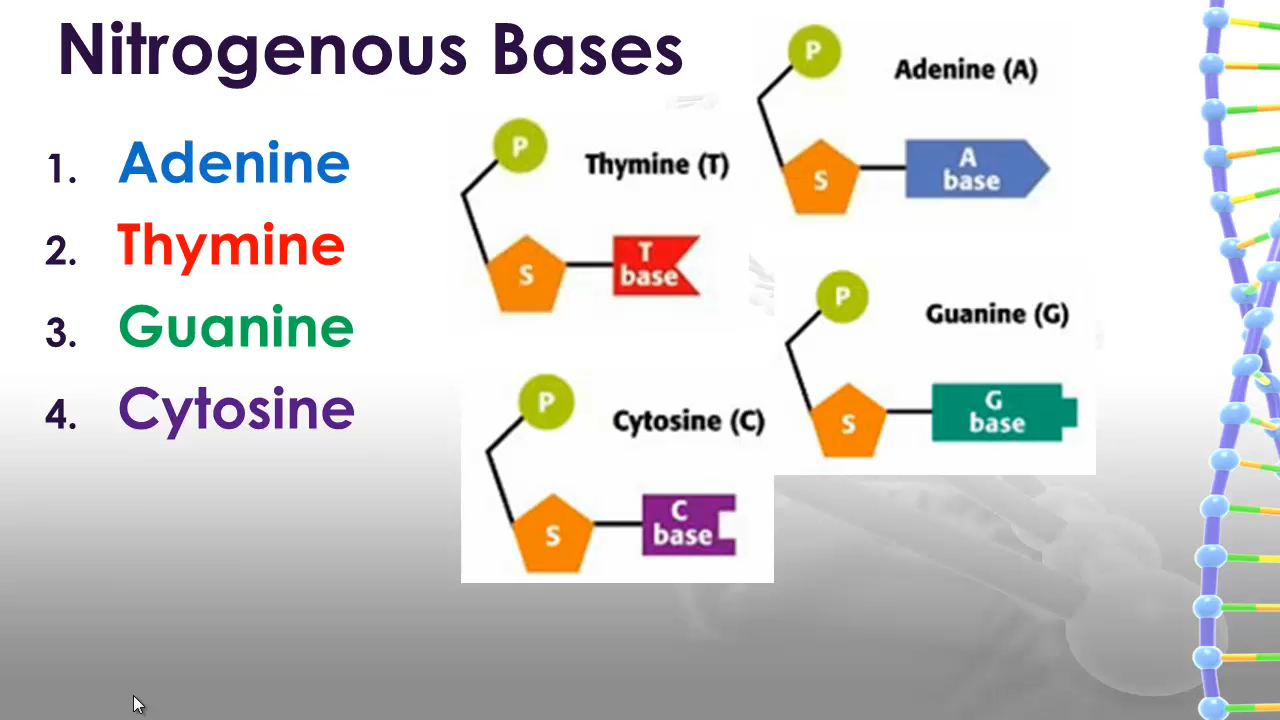 Nitrogenous Bases
1. Adenine
2. Thymine
3. Guanine
4. Cytosine
P
Adenine (A)
S
A
base
P
Thymine (T)
S
T
base
P
Guanine (G)
S
G
base
P
Cytosine (C)
S
C
base